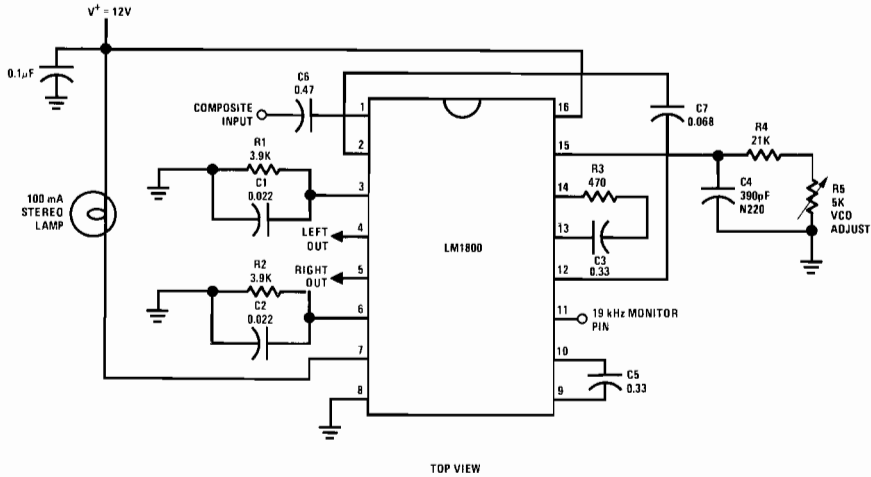 V+ = 12V
0.1µF
C6
0.47
COMPOSITE
INPUT
1
16
C7
0.068
2
15
R4
21K
R1
3.9K
C1
0.022
3
14
R3
470
C4
390pF
N220
R5
5K
VCO
ADJUST
100 mA
STEREO
LAMP
LEFT
OUT
4
13
C3
0.33
LM1800
R2
3.9K
RIGHT
OUT
5
12
C2
0.022
6
11
19 kHz MONITOR
PIN
7
10
C5
0.33
8
9
TOP VIEW